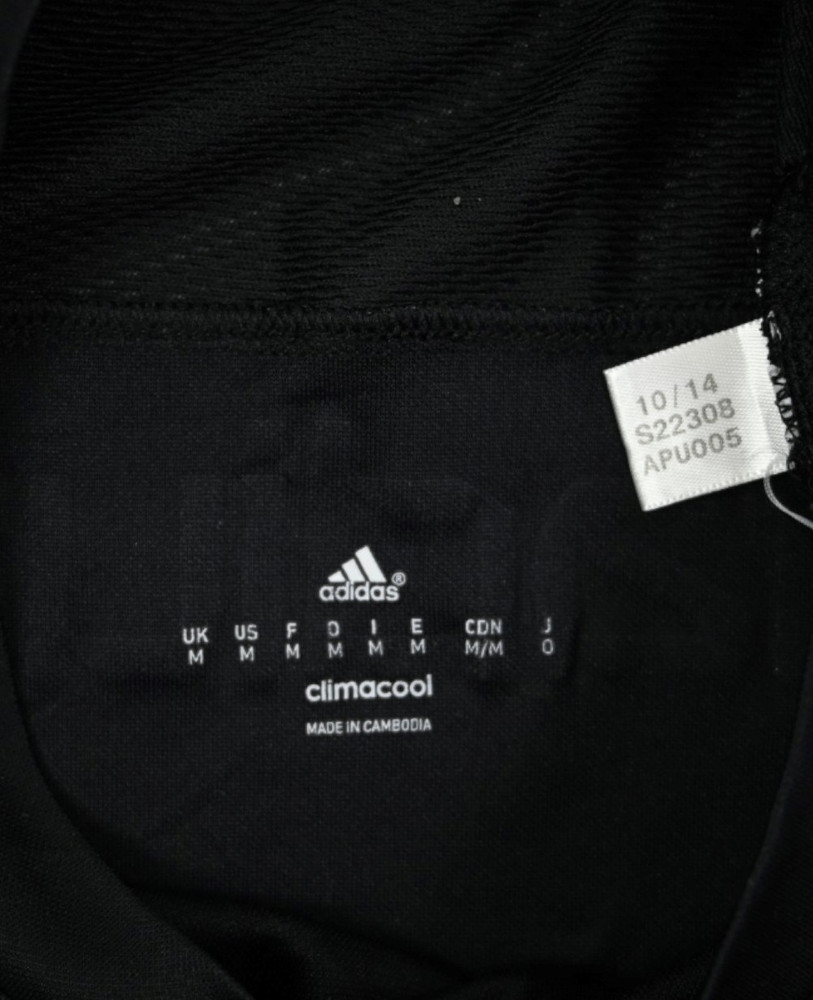 10/14
S22308
APU005
adidas®
UK US F D I E CDN J
M M M M M M M/M O
climacool
MADE IN CAMBODIA